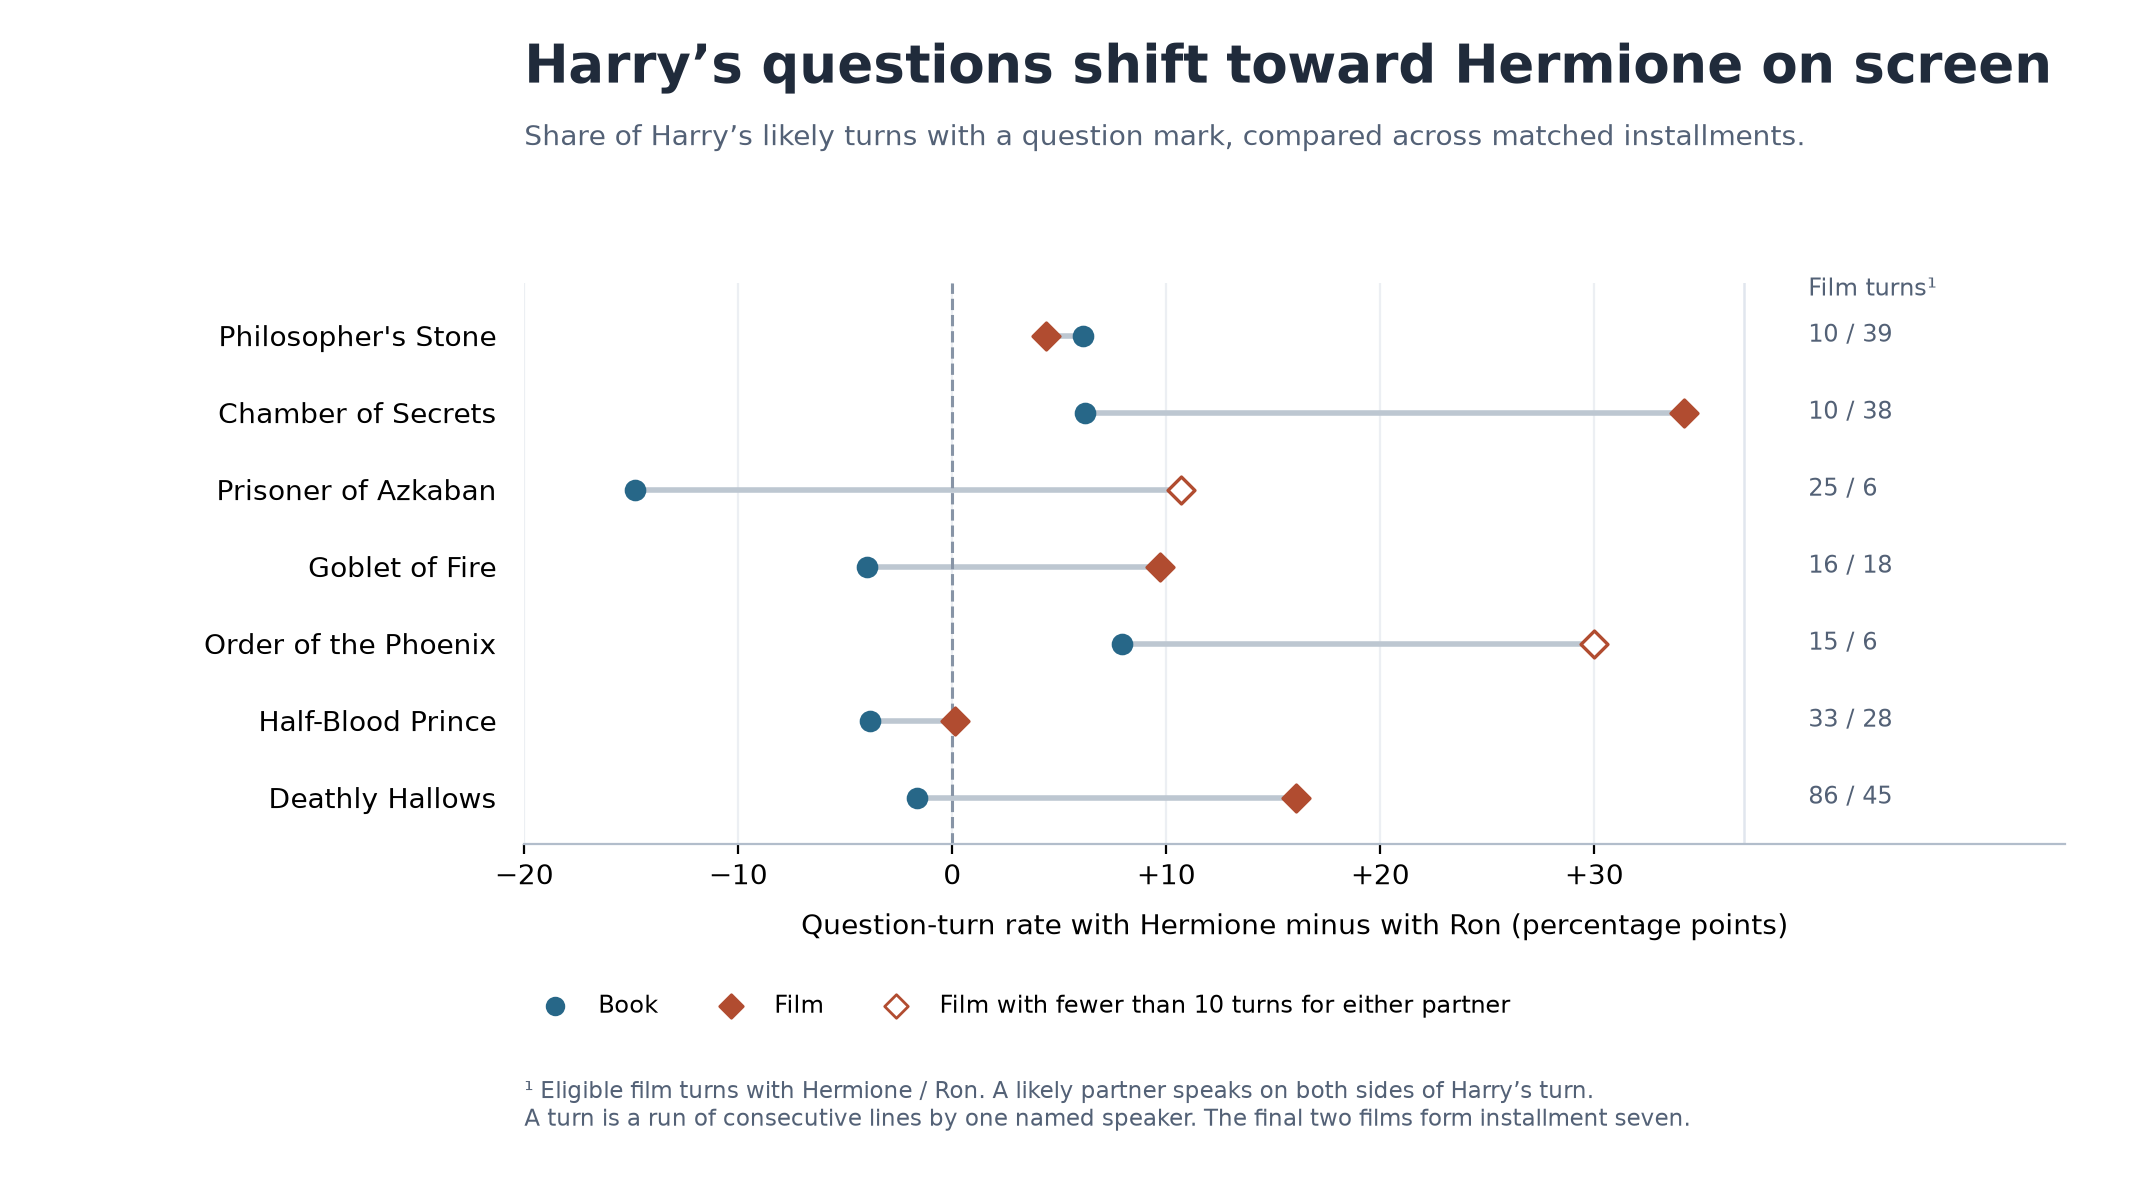 Harry’s questions shift toward Hermione on screen
Share of Harry’s likely turns with a question mark, compared across matched installments.
Film turns¹
Philosopher's Stone
10 / 39
Chamber of Secrets
10 / 38
Prisoner of Azkaban
25 / 6
Goblet of Fire
16 / 18
Order of the Phoenix
15 / 6
Half-Blood Prince
33 / 28
Deathly Hallows
86 / 45
−20 −10 0 +10 +20 +30
Question-turn rate with Hermione minus with Ron (percentage points)
Book Film Film with fewer than 10 turns for either partner
¹ Eligible film turns with Hermione / Ron. A likely partner speaks on both sides of Harry’s turn.
A turn is a run of consecutive lines by one named speaker. The final two films form installment seven.